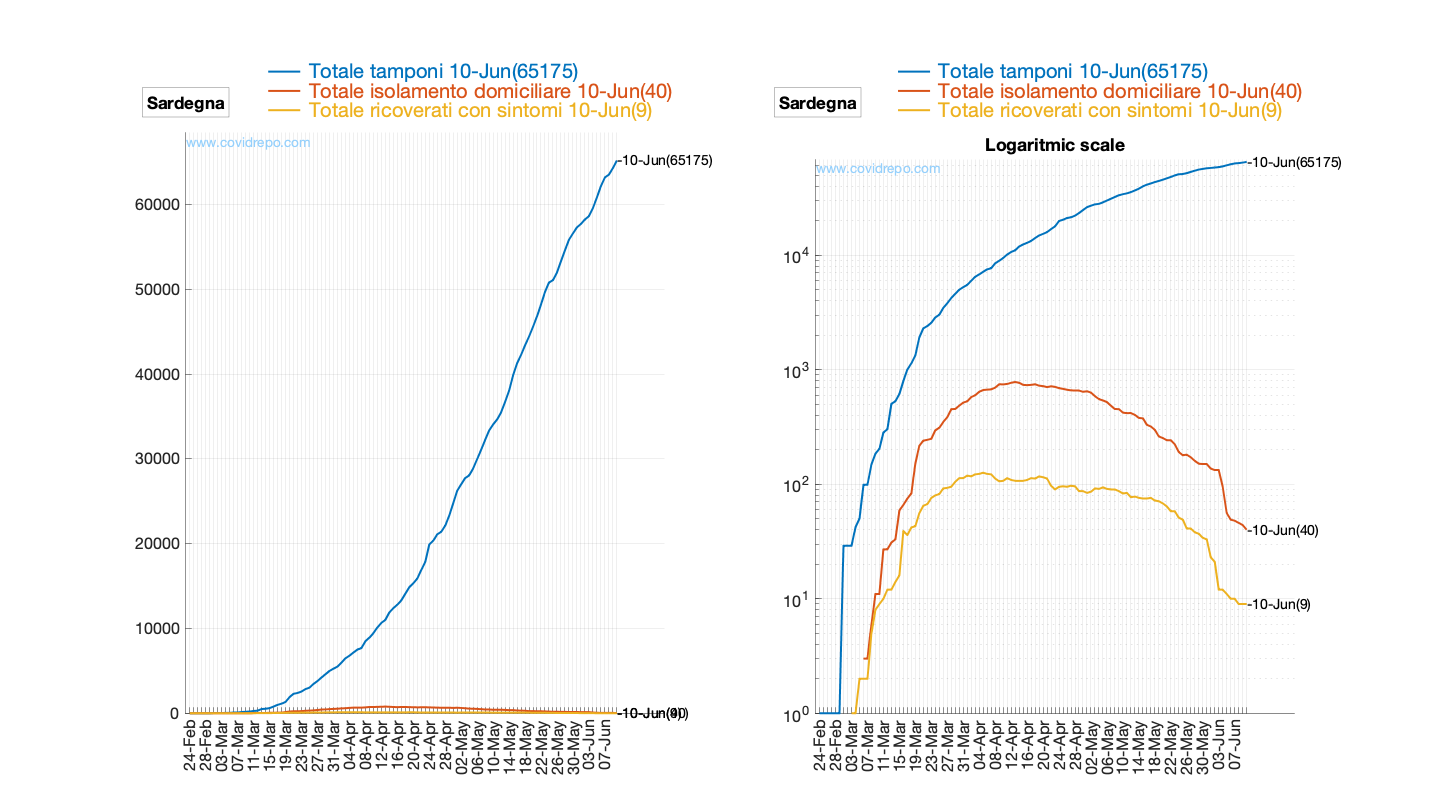 Totale tamponi 10-Jun(65175)
Totale isolamento domiciliare 10-Jun(40)
Totale ricoverati con sintomi 10-Jun(9)
Sardegna
www.covidrepo.com
-10-Jun(65175)
60000
50000
40000
30000
20000
10000
0
-10-Jun(40)
24-Feb
28-Feb
03-Mar
07-Mar
11-Mar
15-Mar
19-Mar
23-Mar
27-Mar
31-Mar
04-Apr
08-Apr
12-Apr
16-Apr
20-Apr
24-Apr
28-Apr
02-May
06-May
10-May
14-May
18-May
22-May
26-May
30-May
03-Jun
07-Jun
Totale tamponi 10-Jun(65175)
Totale isolamento domiciliare 10-Jun(40)
Totale ricoverati con sintomi 10-Jun(9)
Sardegna
Logaritmic scale
www.covidrepo.com
-10-Jun(65175)
10^4
10^3
10^2
-10-Jun(40)
10^1
-10-Jun(9)
10^0
24-Feb
28-Feb
03-Mar
07-Mar
11-Mar
15-Mar
19-Mar
23-Mar
27-Mar
31-Mar
04-Apr
08-Apr
12-Apr
16-Apr
20-Apr
24-Apr
28-Apr
02-May
06-May
10-May
14-May
18-May
22-May
26-May
30-May
03-Jun
07-Jun